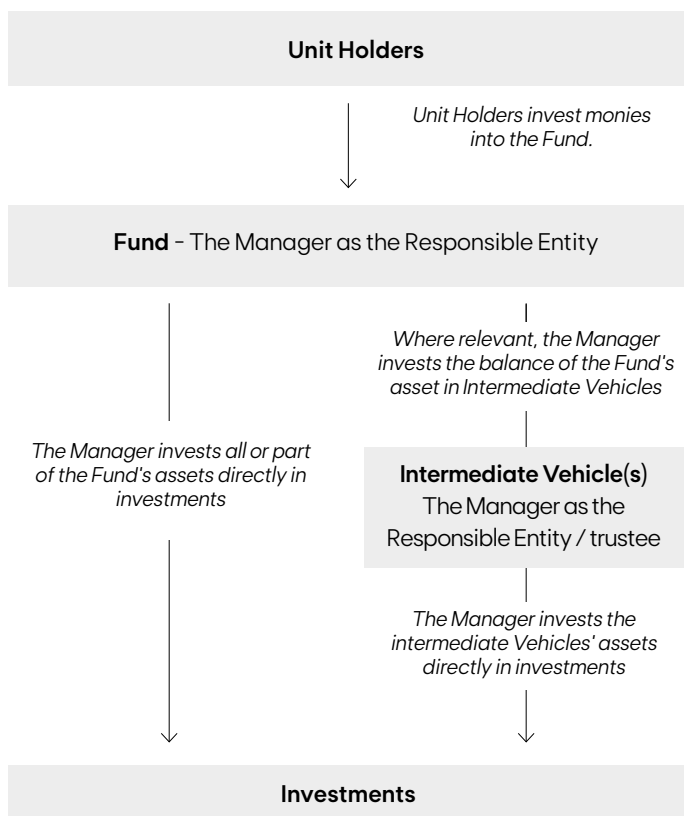 Unit Holders
Unit Holders invest monies
into the Fund.
Fund - The Manager as the Responsible Entity
Where relevant, the Manager
invests the balance of the Fund's
asset in Intermediate Vehicles
The Manager invests all or part
of the Fund's assets directly in
investments
Intermediate Vehicle(s)
The Manager as the
Responsible Entity / trustee
The Manager invests the
intermediate Vehicles' assets
directly in investments
Investments